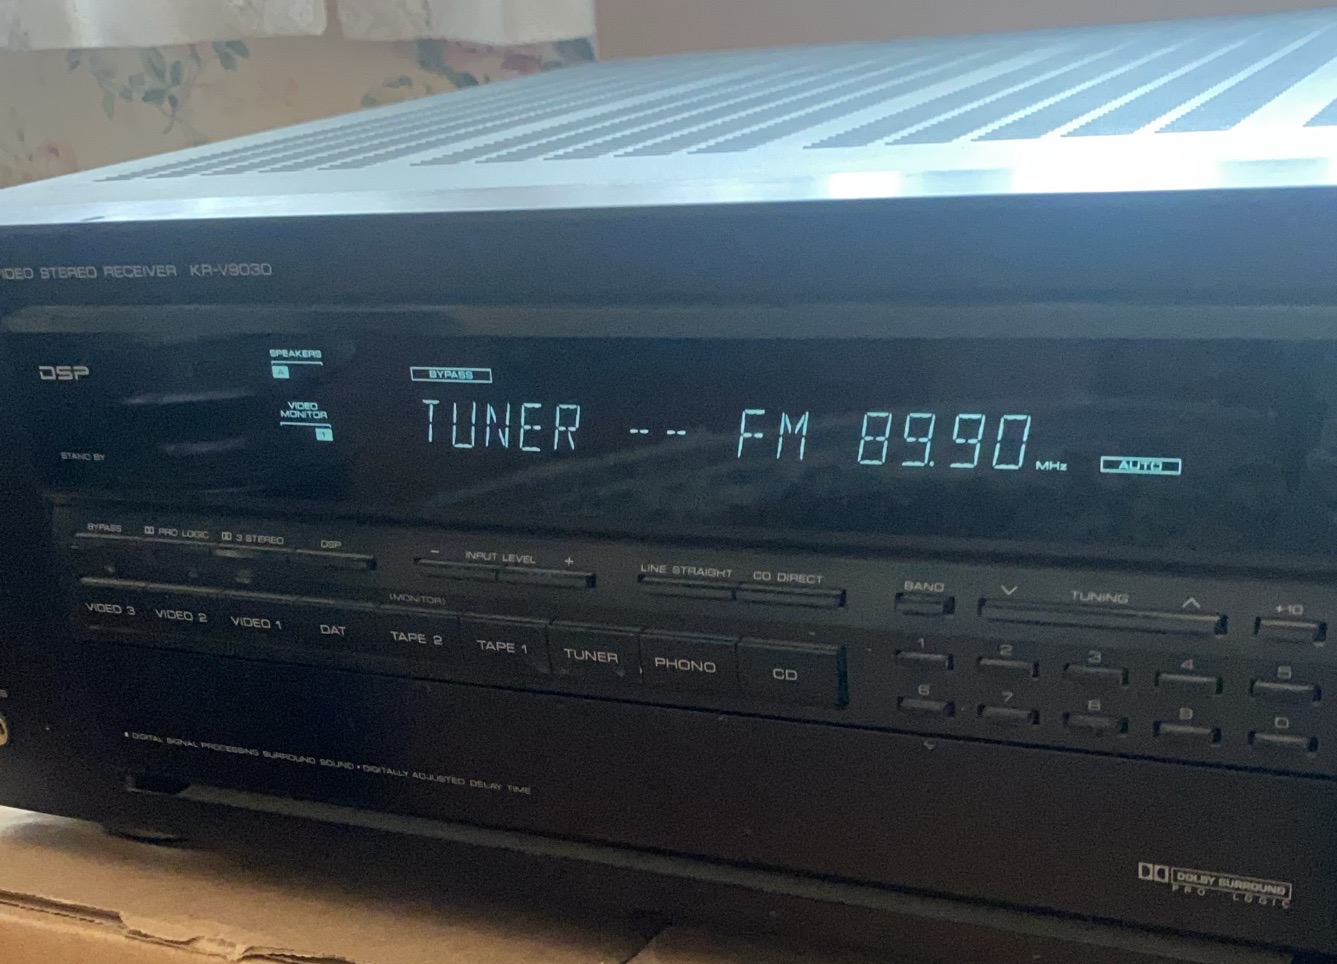 VIDEO STEREO RECEIVER KR-V9030
DSP
SPEAKERS
A
VIDEO
MONITOR
1
STAND BY
BYPASS
TUNER -- FM 89.90 MHz AUTO
BYPASS DD PRO LOGIC DD 3 STEREO DSP
- INPUT LEVEL +
LINE STRAIGHT CD DIRECT
BAND TUNING +10
(MONITOR)
VIDEO 3 VIDEO 2 VIDEO 1 DAT TAPE 2 TAPE 1 TUNER PHONO CD
1 2 3 4 5
6 7 8 9 0
• DIGITAL SIGNAL PROCESSING SURROUND SOUND • DIGITALLY ADJUSTED DELAY TIME
DOLBY SURROUND
PRO LOGIC